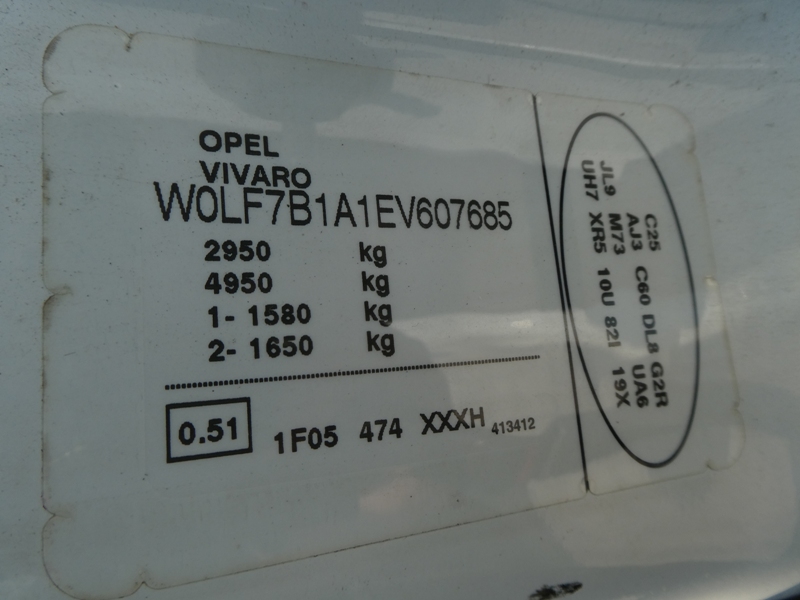 OPEL
VIVARO
W0LF7B1A1EV607685
2950 kg
4950 kg
1- 1580 kg
2- 1650 kg
0.51 1F05 474 XXXH 413412
C25 C60 DL8 G2R
AJ3 UA6
JL9 M73 10U 82I 19X
UH7 XR5